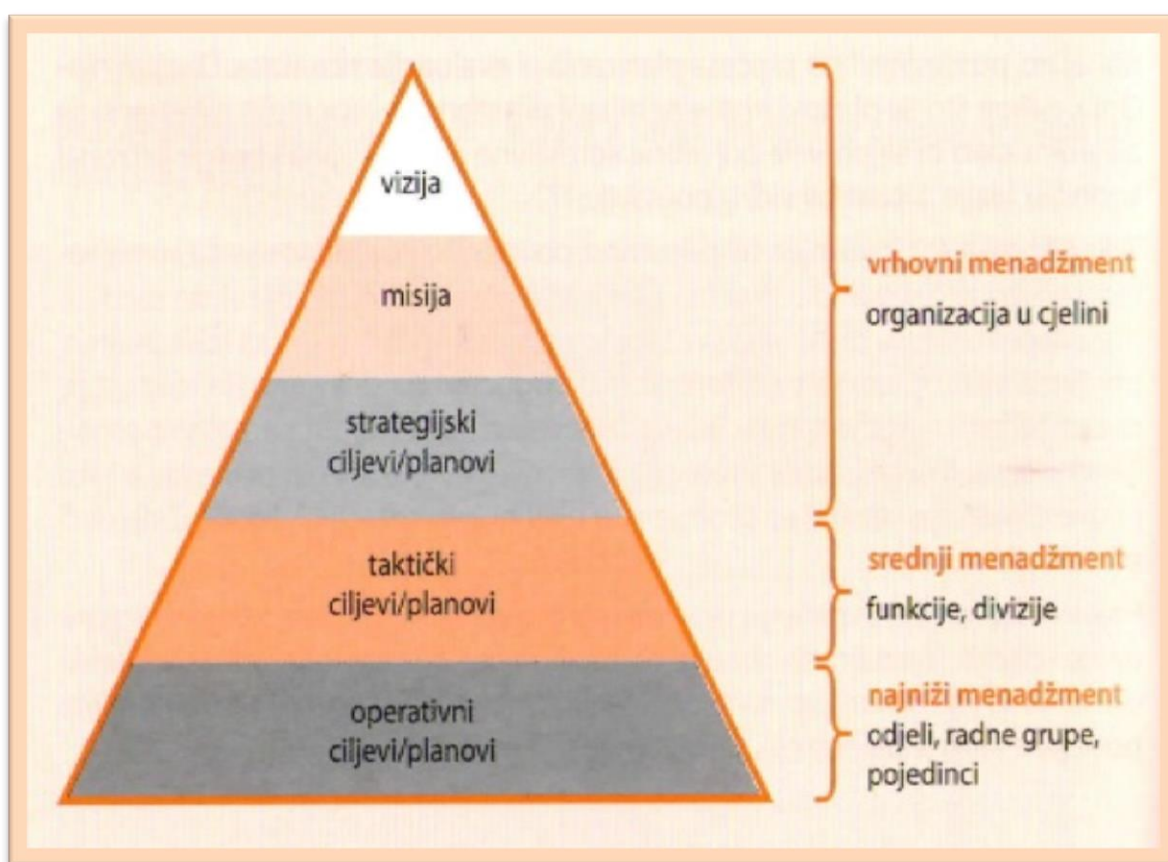 vizija
misija
strategijski
ciljevi/planovi
taktički
ciljevi/planovi
operativni
ciljevi/planovi
vrhovni menadžment
organizacija u cjelini
srednji menadžment
funkcije, divizije
najniži menadžment
odjeli, radne grupe,
pojedinci